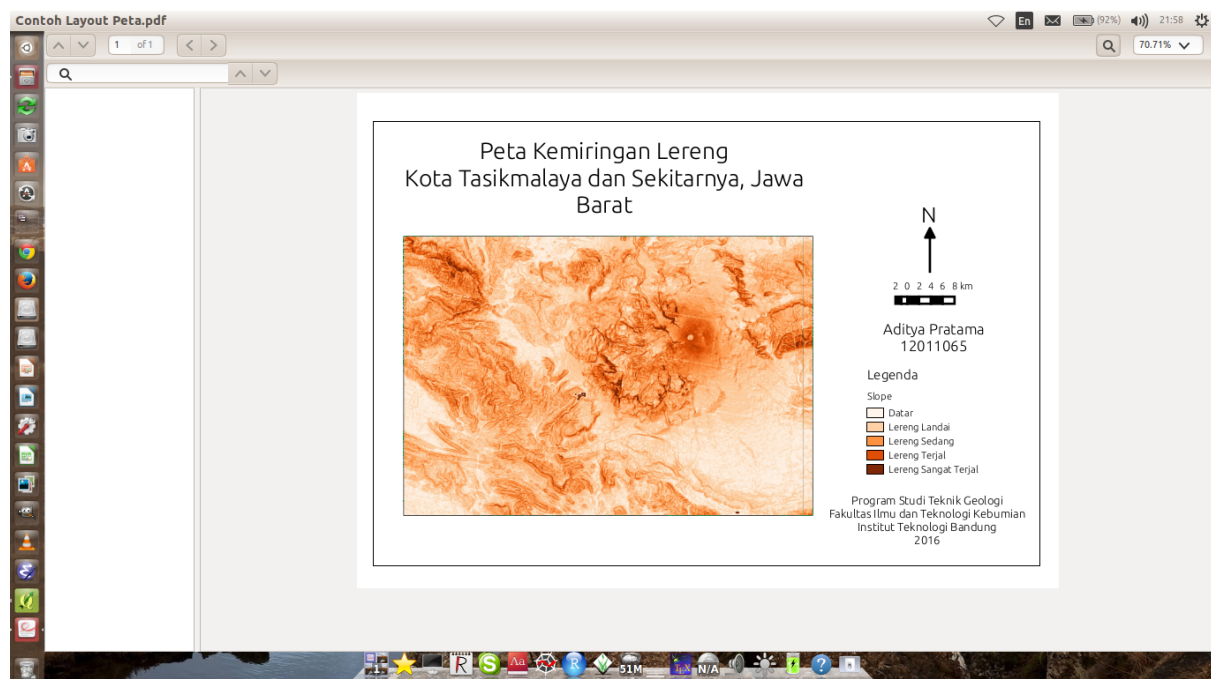 Contoh Layout Peta.pdf
En
(92%)
21:58
1 of 1
70.71%
Peta Kemiringan Lereng
Kota Tasikmalaya dan Sekitarnya, Jawa
Barat
N
2 0 2 4 6 8 km
Aditya Pratama
12011065
Legenda
Slope
Datar
Lereng Landai
Lereng Sedang
Lereng Terjal
Lereng Sangat Terjal
Program Studi Teknik Geologi
Fakultas Ilmu dan Teknologi Kebumian
Institut Teknologi Bandung
2016
51M
N/A